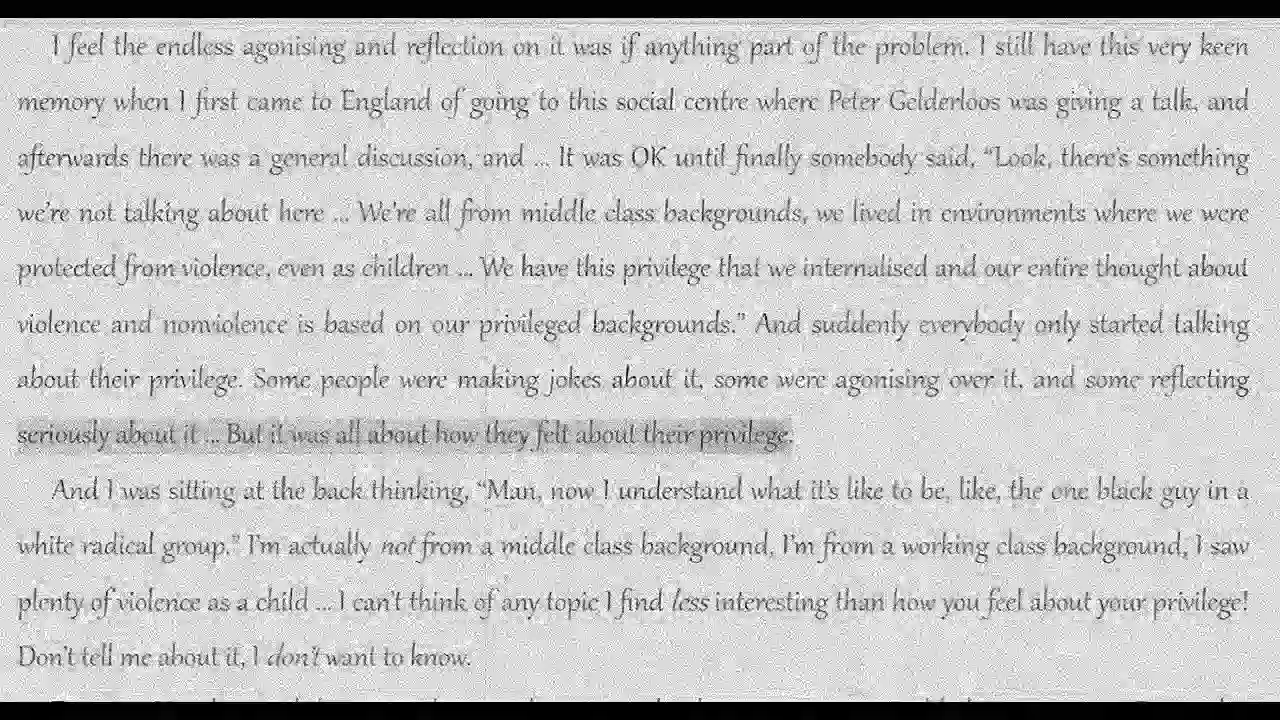 I feel the endless agonising and reflection on it was if anything part of the problem. I still have this very keen
memory when I first came to England of going to this social centre where Peter Gelderloos was giving a talk, and
afterwards there was a general discussion, and ... It was OK until finally somebody said, “Look, there’s something
we’re not talking about here ... We’re all from middle class backgrounds, we lived in environments where we were
protected from violence, even as children ... We have this privilege that we internalised and our entire thought about
violence and nonviolence is based on our privileged backgrounds.” And suddenly everybody only started talking
about their privilege. Some people were making jokes about it, some were agonising over it, and some reflecting
seriously about it ... But it was all about how they felt about their privilege.
And I was sitting at the back thinking, “Man, now I understand what it’s like to be, like, the one black guy in a
white radical group.” I’m actually not from a middle class background, I’m from a working class background, I saw
plenty of violence as a child ... I can’t think of any topic I find less interesting than how you feel about your privilege!
Don’t tell me about it, I don’t want to know.